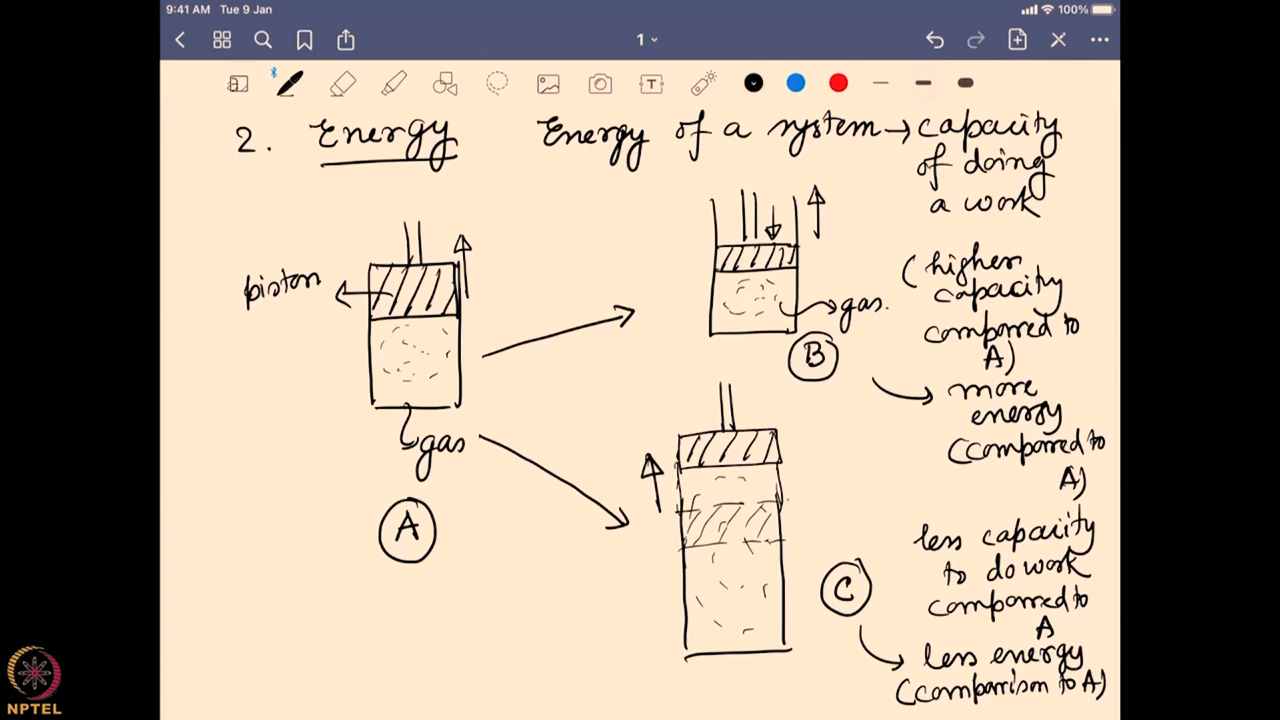 9:41 AM Tue 9 Jan
100%
1
T
2. Energy Energy of a system → capacity
of doing
a work
piston
gas
A
gas.
B
(higher
capacity
compared to
A)
more
energy
(compared to
A)
C
less capacity
to do work
compared to
A
less energy
(comparison to A)
NPTEL